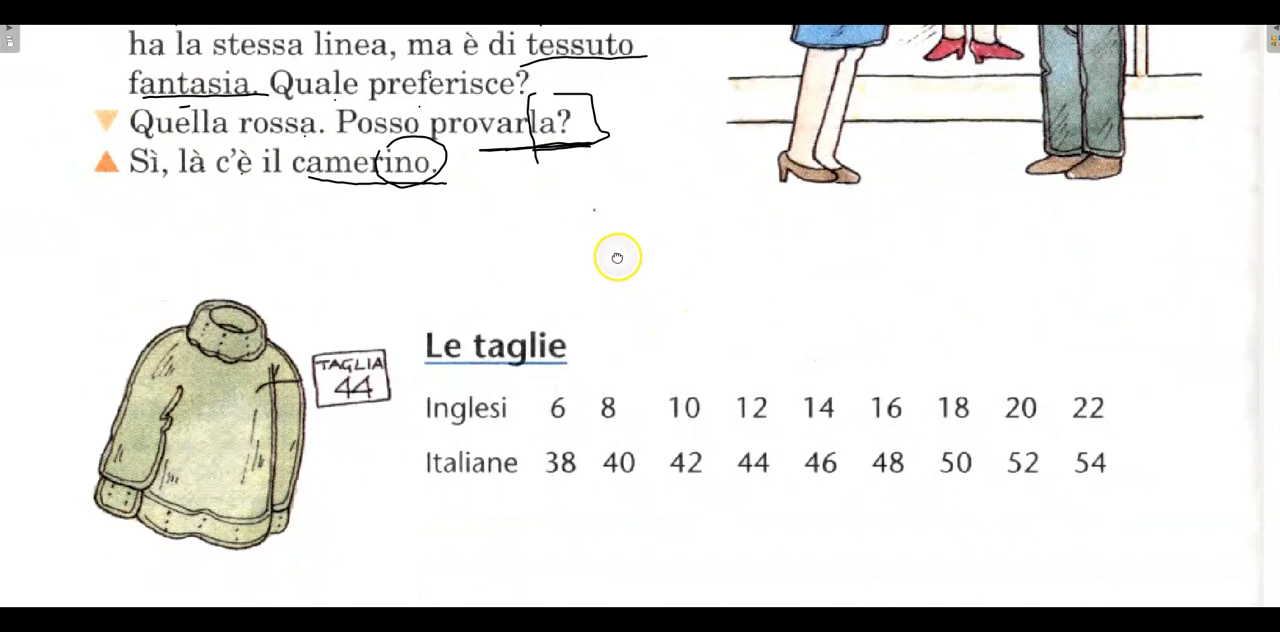 ha la stessa linea, ma è di tessuto
fantasia. Quale preferisce?
Quella rossa. Posso provarla?
Sì, là c'è il camerino.
TAGLIA
44
Le taglie
Inglesi 6 8 10 12 14 16 18 20 22
Italiane 38 40 42 44 46 48 50 52 54